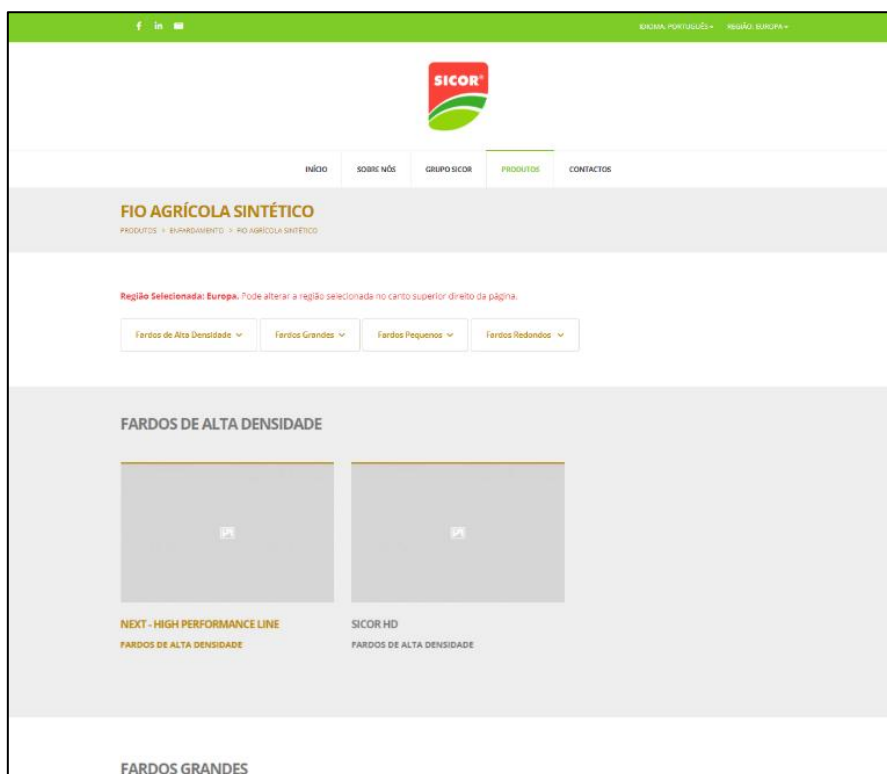 IDIOMA: PORTUGUÊS
REGIÃO: EUROPA
SICOR®
INÍCIO
SOBRE NÓS
GRUPO SICOR
PRODUTOS
CONTACTOS
FIO AGRÍCOLA SINTÉTICO
PRODUTOS > ENFARDAMENTO > FIO AGRÍCOLA SINTÉTICO
Região Selecionada: Europa. Pode alterar a região selecionada no canto superior direito da página.
Fardos de Alta Densidade
Fardos Grandes
Fardos Pequenos
Fardos Redondos
FARDOS DE ALTA DENSIDADE
NEXT - HIGH PERFORMANCE LINE
FARDOS DE ALTA DENSIDADE
SICOR HD
FARDOS DE ALTA DENSIDADE
FARDOS GRANDES